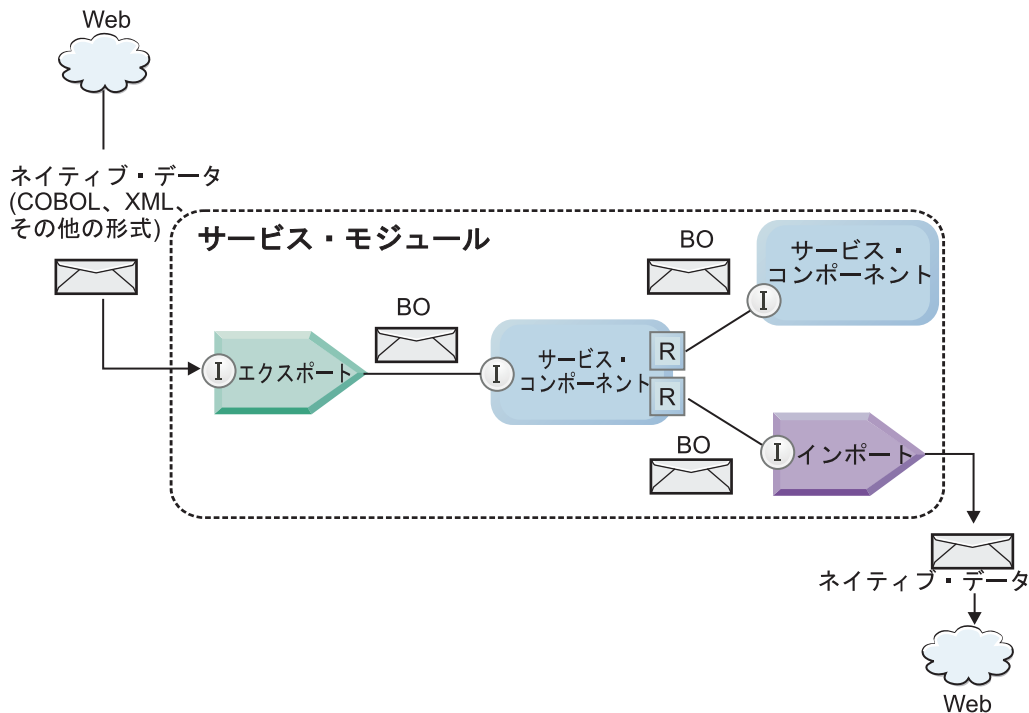 Web
ネイティブ・データ
(COBOL、XML、
その他の形式)
サービス・モジュール
BO
サービス・
コンポーネント
I
BO
I
エクスポート
I
サービス・
コンポーネント
R
R
BO
I
インポート
ネイティブ・データ
Web